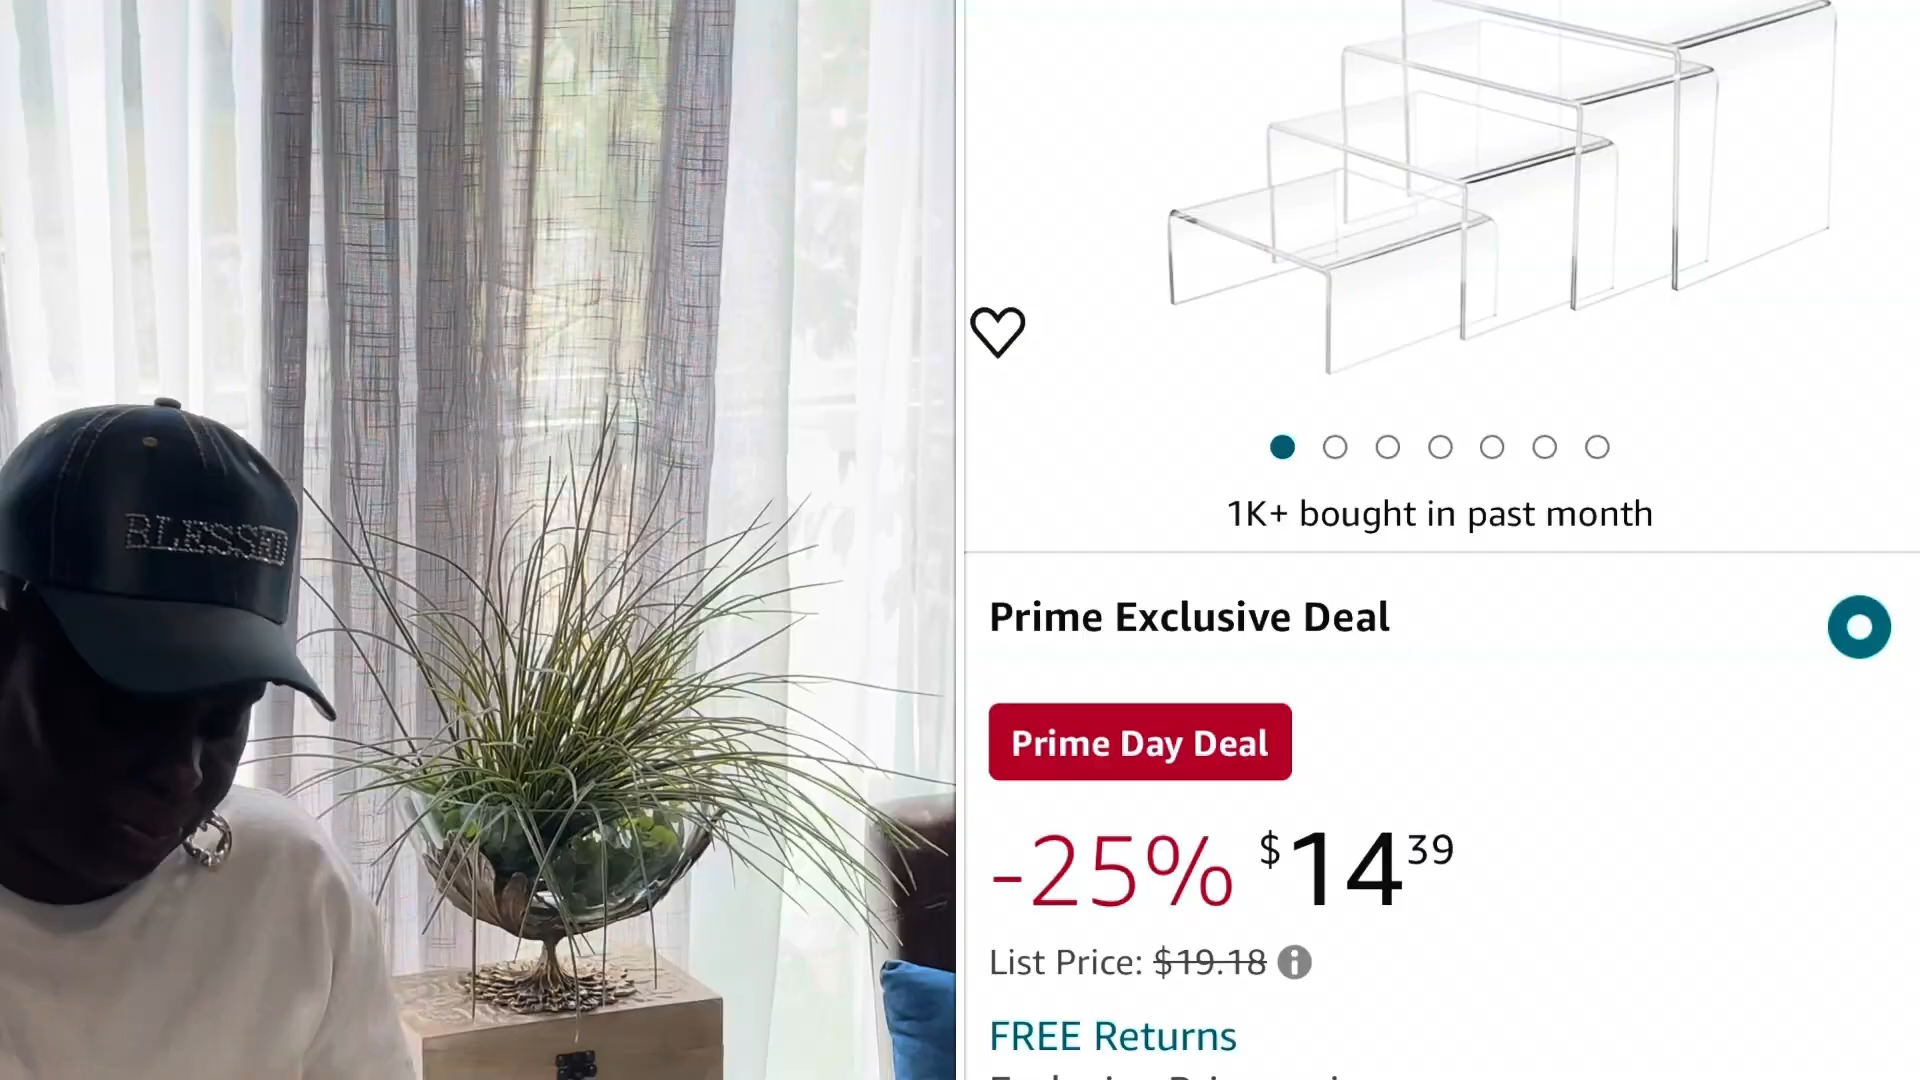 BLESSED
1K+ bought in past month
Prime Exclusive Deal
Prime Day Deal
-25% $14 39
List Price: $19.18
FREE Returns